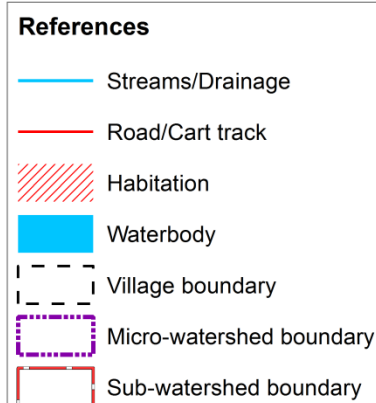 References
Streams/Drainage
Road/Cart track
Habitation
Waterbody
Village boundary
Micro-watershed boundary
Sub-watershed boundary